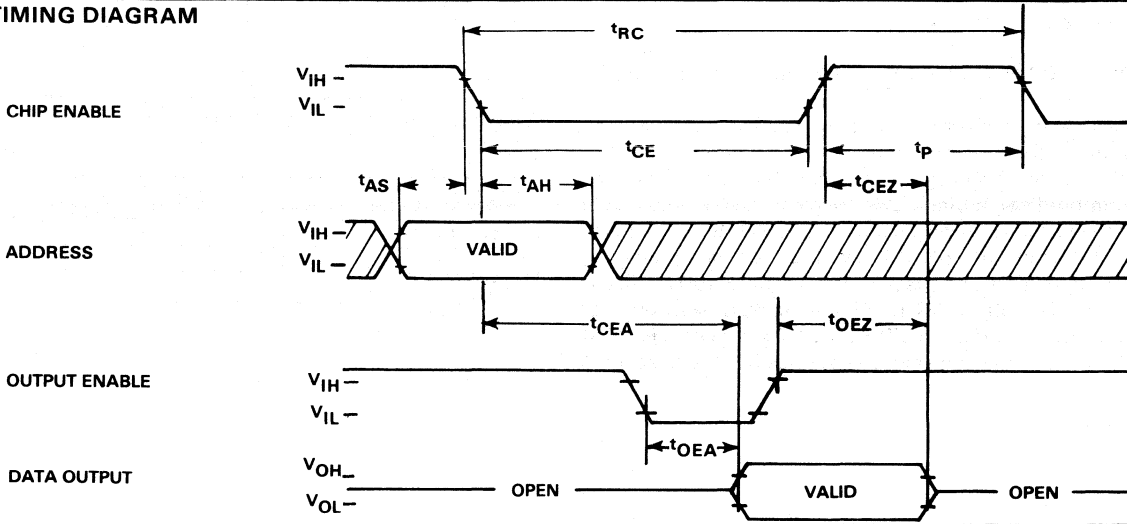 TIMING DIAGRAM
tRC
VIH
VIL
CHIP ENABLE
tCE
tP
tAS
tAH
tCEZ
VIH
VIL
ADDRESS
VALID
tCEA
tOEZ
OUTPUT ENABLE
VIH
VIL
tOEA
DATA OUTPUT
VOH
VOL
OPEN
VALID
OPEN